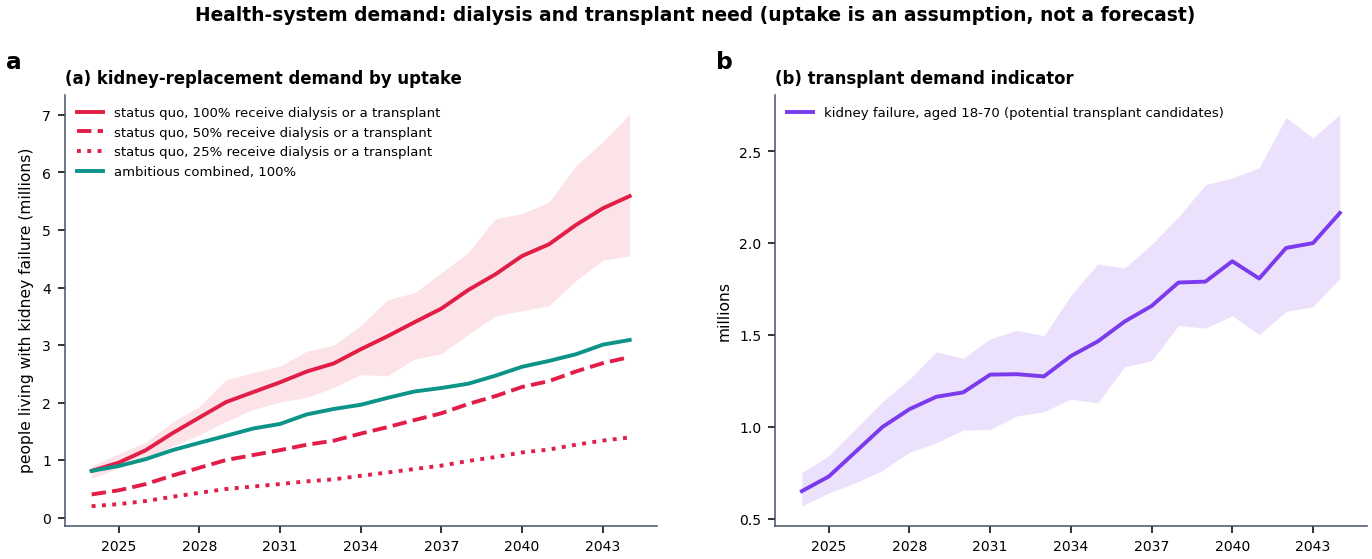 Health-system demand: dialysis and transplant need (uptake is an assumption, not a forecast)
a
(a) kidney-replacement demand by uptake
status quo, 100% receive dialysis or a transplant
status quo, 50% receive dialysis or a transplant
status quo, 25% receive dialysis or a transplant
ambitious combined, 100%
people living with kidney failure (millions)
7
6
5
4
3
2
1
0
2025 2028 2031 2034 2037 2040 2043
b
(b) transplant demand indicator
kidney failure, aged 18-70 (potential transplant candidates)
millions
2.5
2.0
1.5
1.0
0.5
2025 2028 2031 2034 2037 2040 2043